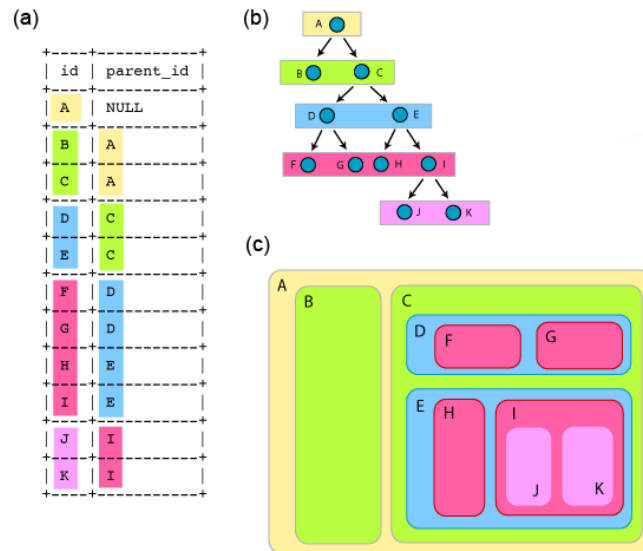 (a)
id parent_id
A NULL
B A
C A
D C
E C
F D
G D
H E
I E
J I
K I
(b)
A
B C
D E
F G H I
J K
(c)
A
B
C
D
F
G
E
H
I
J
K